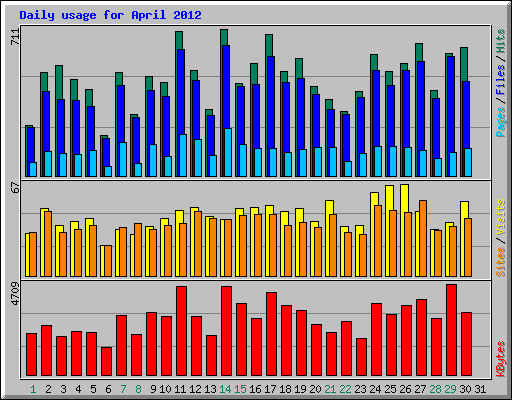 Daily usage for April 2012
711
Pages / Files / Hits
67
Sites / Visits
4709
KBytes
1 2 3 4 5 6 7 8 9 10 11 12 13 14 15 16 17 18 19 20 21 22 23 24 25 26 27 28 29 30 31